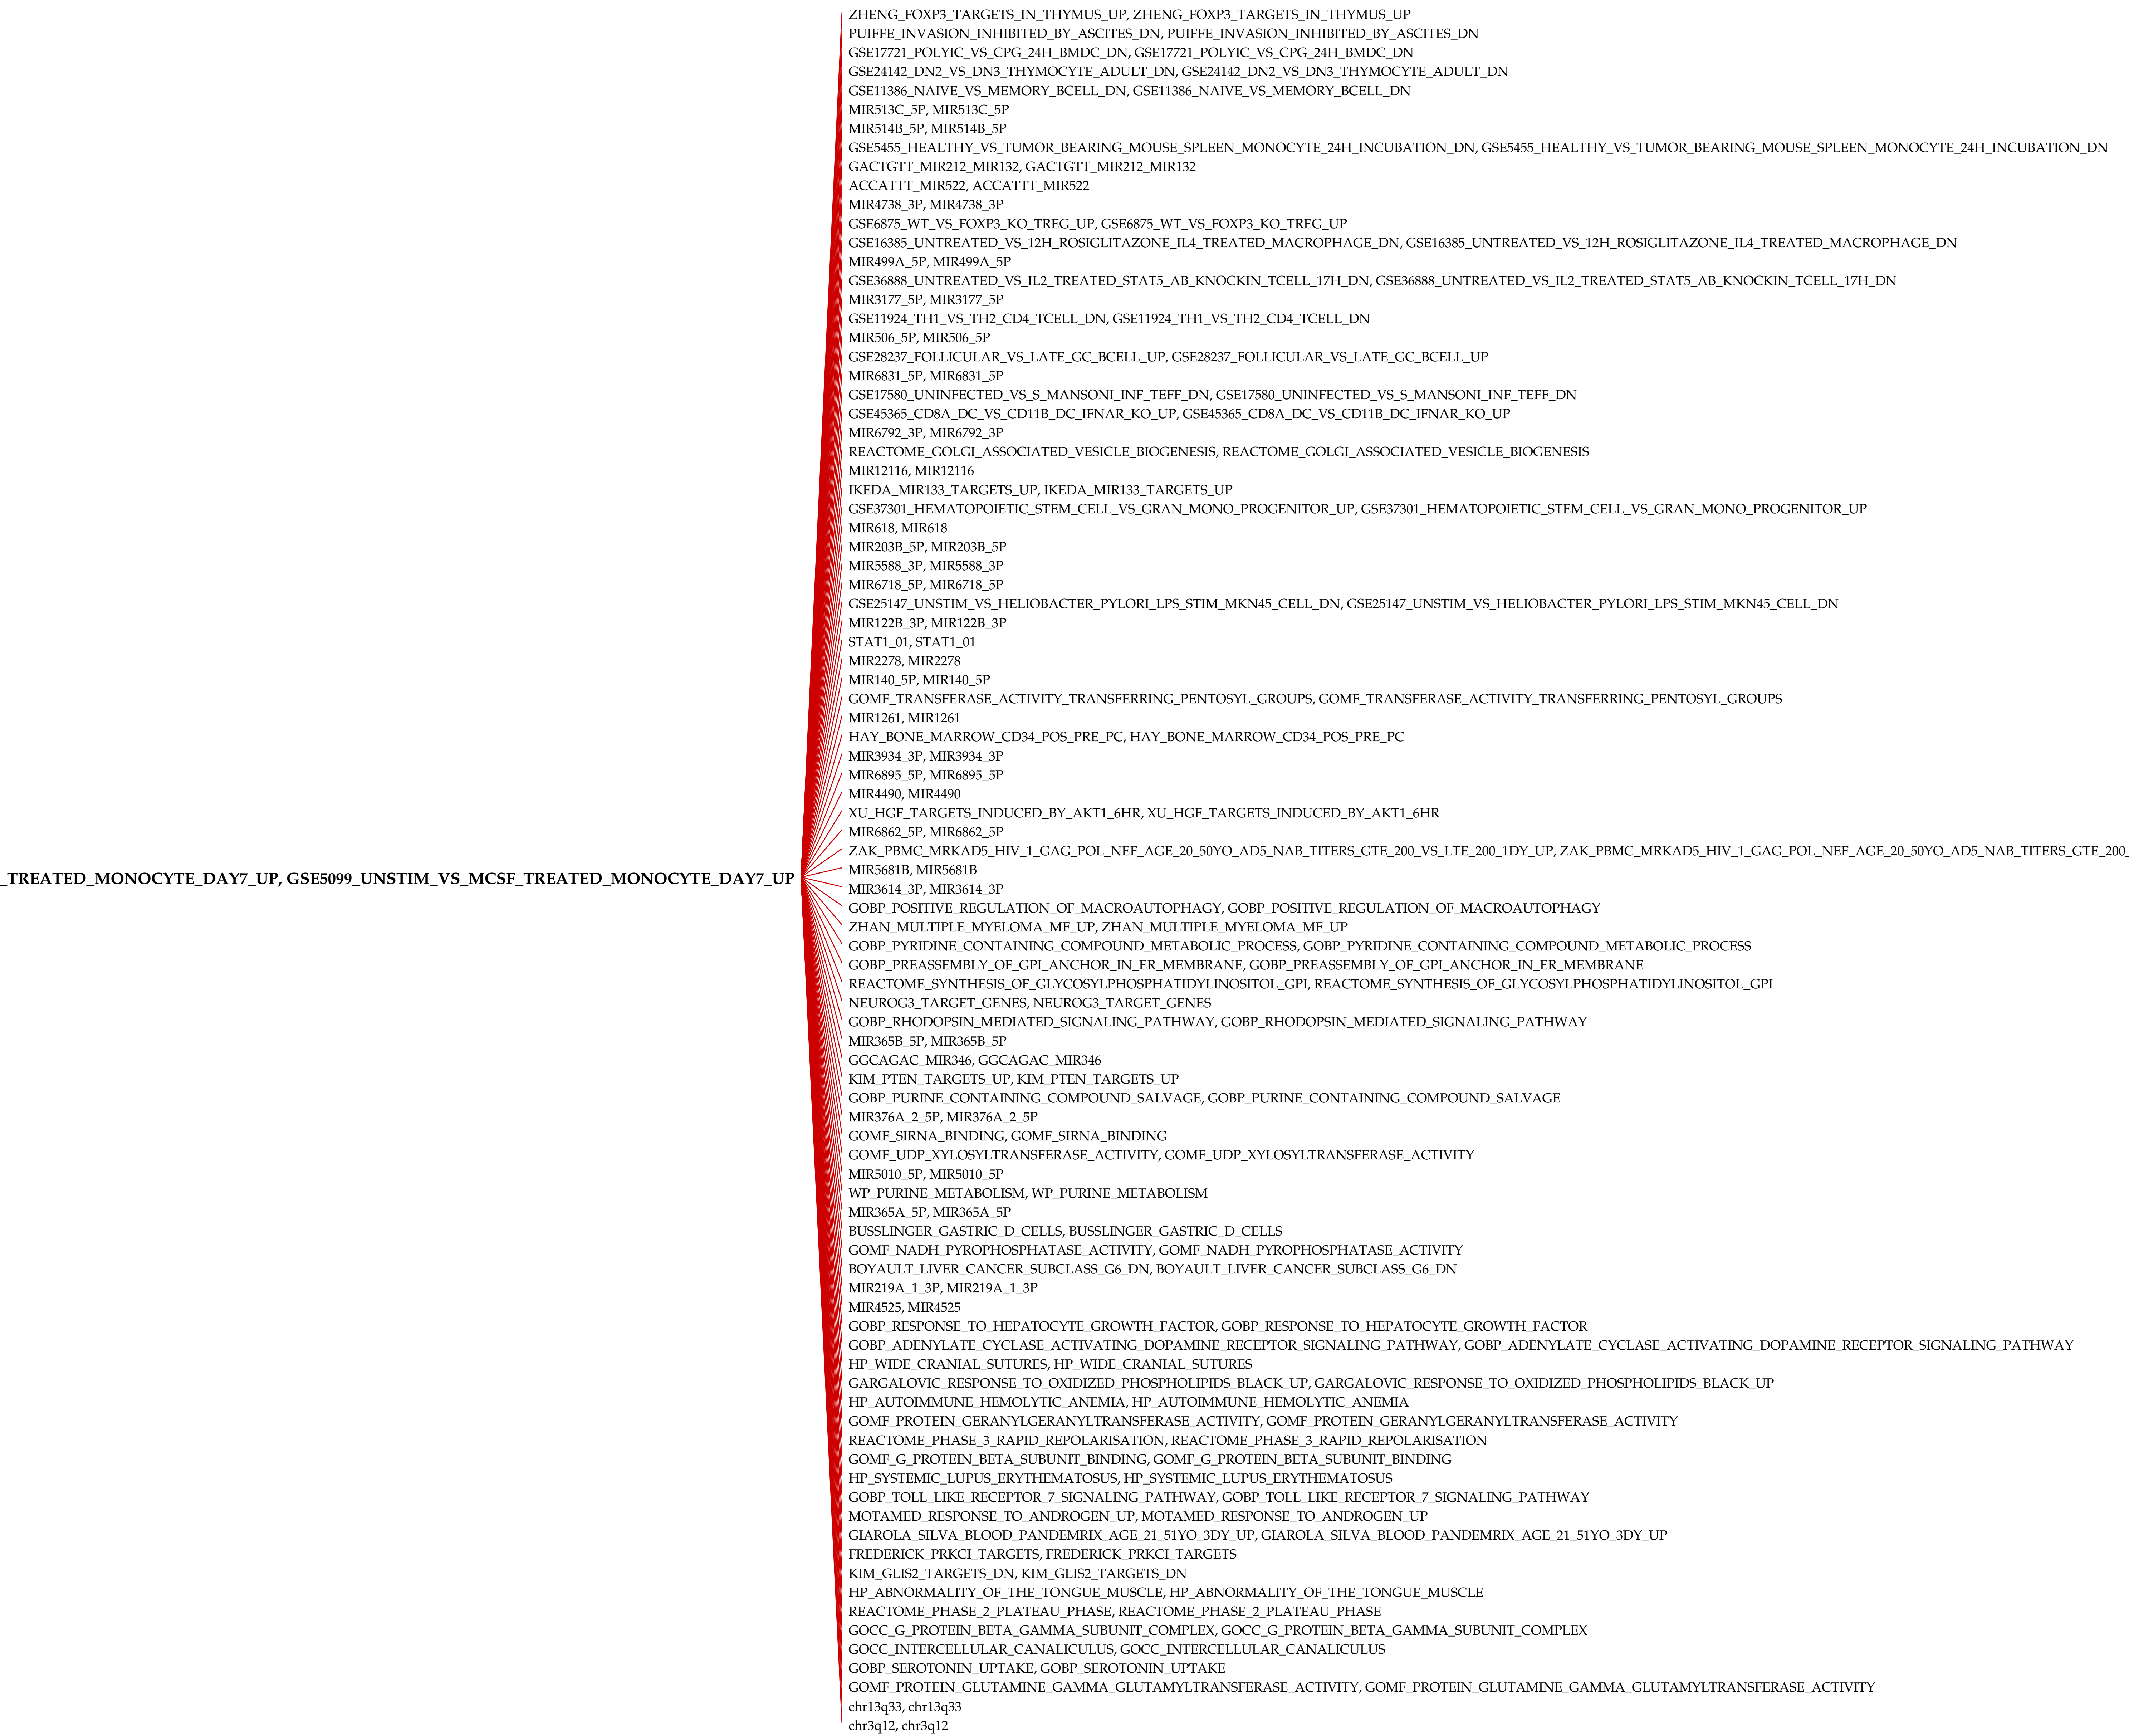 ZHENG_FOXP3_TARGETS_IN_THYMUS_UP, ZHENG_FOXP3_TARGETS_IN_THYMUS_UP
PUIFFE_INVASION_INHIBITED_BY_ASCITES_DN, PUIFFE_INVASION_INHIBITED_BY_ASCITES_DN
GSE17721_POLYIC_VS_CPG_24H_BMDC_DN, GSE17721_POLYIC_VS_CPG_24H_BMDC_DN
GSE24142_DN2_VS_DN3_THYMOCYTE_ADULT_DN, GSE24142_DN2_VS_DN3_THYMOCYTE_ADULT_DN
GSE11386_NAIVE_VS_MEMORY_BCELL_DN, GSE11386_NAIVE_VS_MEMORY_BCELL_DN
MIR513C_5P, MIR513C_5P
MIR514B_5P, MIR514B_5P
GSE5455_HEALTHY_VS_TUMOR_BEARING_MOUSE_SPLEEN_MONOCYTE_24H_INCUBATION_DN, GSE5455_HEALTHY_VS_TUMOR_BEARING_MOUSE_SPLEEN_MONOCYTE_24H_INCUBATION_DN
GACTGTT_MIR212_MIR132, GACTGTT_MIR212_MIR132
ACCATTT_MIR522, ACCATTT_MIR522
MIR4738_3P, MIR4738_3P
GSE6875_WT_VS_FOXP3_KO_TREG_UP, GSE6875_WT_VS_FOXP3_KO_TREG_UP
GSE16385_UNTREATED_VS_12H_ROSIGLITAZONE_IL4_TREATED_MACROPHAGE_DN, GSE16385_UNTREATED_VS_12H_ROSIGLITAZONE_IL4_TREATED_MACROPHAGE_DN
MIR499A_5P, MIR499A_5P
GSE36888_UNTREATED_VS_IL2_TREATED_STAT5_AB_KNOCKIN_TCELL_17H_DN, GSE36888_UNTREATED_VS_IL2_TREATED_STAT5_AB_KNOCKIN_TCELL_17H_DN
MIR3177_5P, MIR3177_5P
GSE11924_TH1_VS_TH2_CD4_TCELL_DN, GSE11924_TH1_VS_TH2_CD4_TCELL_DN
MIR506_5P, MIR506_5P
GSE28237_FOLLICULAR_VS_LATE_GC_BCELL_UP, GSE28237_FOLLICULAR_VS_LATE_GC_BCELL_UP
MIR6831_5P, MIR6831_5P
GSE17580_UNINFECTED_VS_S_MANSONI_INF_TEFF_DN, GSE17580_UNINFECTED_VS_S_MANSONI_INF_TEFF_DN
GSE45365_CD8A_DC_VS_CD11B_DC_IFNAR_KO_UP, GSE45365_CD8A_DC_VS_CD11B_DC_IFNAR_KO_UP
MIR6792_3P, MIR6792_3P
REACTOME_GOLGI_ASSOCIATED_VESICLE_BIOGENESIS, REACTOME_GOLGI_ASSOCIATED_VESICLE_BIOGENESIS
MIR12116, MIR12116
IKEDA_MIR133_TARGETS_UP, IKEDA_MIR133_TARGETS_UP
GSE37301_HEMATOPOIETIC_STEM_CELL_VS_GRAN_MONO_PROGENITOR_UP, GSE37301_HEMATOPOIETIC_STEM_CELL_VS_GRAN_MONO_PROGENITOR_UP
MIR618, MIR618
MIR203B_5P, MIR203B_5P
MIR5588_3P, MIR5588_3P
MIR6718_5P, MIR6718_5P
GSE25147_UNSTIM_VS_HELIOBACTER_PYLORI_LPS_STIM_MKN45_CELL_DN, GSE25147_UNSTIM_VS_HELIOBACTER_PYLORI_LPS_STIM_MKN45_CELL_DN
MIR122B_3P, MIR122B_3P
STAT1_01, STAT1_01
MIR2278, MIR2278
MIR140_5P, MIR140_5P
GOMF_TRANSFERASE_ACTIVITY_TRANSFERRING_PENTOSYL_GROUPS, GOMF_TRANSFERASE_ACTIVITY_TRANSFERRING_PENTOSYL_GROUPS
MIR1261, MIR1261
HAY_BONE_MARROW_CD34_POS_PRE_PC, HAY_BONE_MARROW_CD34_POS_PRE_PC
MIR3934_3P, MIR3934_3P
MIR6895_5P, MIR6895_5P
MIR4490, MIR4490
XU_HGF_TARGETS_INDUCED_BY_AKT1_6HR, XU_HGF_TARGETS_INDUCED_BY_AKT1_6HR
MIR6862_5P, MIR6862_5P
ZAK_PBMC_MRKAD5_HIV_1_GAG_POL_NEF_AGE_20_50YO_AD5_NAB_TITERS_GTE_200_VS_LTE_200_1DY_UP, ZAK_PBMC_MRKAD5_HIV_1_GAG_POL_NEF_AGE_20_50YO_AD5_NAB_TITERS_GTE_200_
MIR5681B, MIR5681B
_TREATED_MONOCYTE_DAY7_UP, GSE5099_UNSTIM_VS_MCSF_TREATED_MONOCYTE_DAY7_UP
MIR3614_3P, MIR3614_3P
GOBP_POSITIVE_REGULATION_OF_MACROAUTOPHAGY, GOBP_POSITIVE_REGULATION_OF_MACROAUTOPHAGY
ZHAN_MULTIPLE_MYELOMA_MF_UP, ZHAN_MULTIPLE_MYELOMA_MF_UP
GOBP_PYRIDINE_CONTAINING_COMPOUND_METABOLIC_PROCESS, GOBP_PYRIDINE_CONTAINING_COMPOUND_METABOLIC_PROCESS
GOBP_PREASSEMBLY_OF_GPI_ANCHOR_IN_ER_MEMBRANE, GOBP_PREASSEMBLY_OF_GPI_ANCHOR_IN_ER_MEMBRANE
REACTOME_SYNTHESIS_OF_GLYCOSYLPHOSPHATIDYLINOSITOL_GPI, REACTOME_SYNTHESIS_OF_GLYCOSYLPHOSPHATIDYLINOSITOL_GPI
NEUROG3_TARGET_GENES, NEUROG3_TARGET_GENES
GOBP_RHODOPSIN_MEDIATED_SIGNALING_PATHWAY, GOBP_RHODOPSIN_MEDIATED_SIGNALING_PATHWAY
MIR365B_5P, MIR365B_5P
GGCAGAC_MIR346, GGCAGAC_MIR346
KIM_PTEN_TARGETS_UP, KIM_PTEN_TARGETS_UP
GOBP_PURINE_CONTAINING_COMPOUND_SALVAGE, GOBP_PURINE_CONTAINING_COMPOUND_SALVAGE
MIR376A_2_5P, MIR376A_2_5P
GOMF_SIRNA_BINDING, GOMF_SIRNA_BINDING
GOMF_UDP_XYLOSYLTRANSFERASE_ACTIVITY, GOMF_UDP_XYLOSYLTRANSFERASE_ACTIVITY
MIR5010_5P, MIR5010_5P
WP_PURINE_METABOLISM, WP_PURINE_METABOLISM
MIR365A_5P, MIR365A_5P
BUSSLINGER_GASTRIC_D_CELLS, BUSSLINGER_GASTRIC_D_CELLS
GOMF_NADH_PYROPHOSPHATASE_ACTIVITY, GOMF_NADH_PYROPHOSPHATASE_ACTIVITY
BOYAULT_LIVER_CANCER_SUBCLASS_G6_DN, BOYAULT_LIVER_CANCER_SUBCLASS_G6_DN
MIR219A_1_3P, MIR219A_1_3P
MIR4525, MIR4525
GOBP_RESPONSE_TO_HEPATOCYTE_GROWTH_FACTOR, GOBP_RESPONSE_TO_HEPATOCYTE_GROWTH_FACTOR
GOBP_ADENYLATE_CYCLASE_ACTIVATING_DOPAMINE_RECEPTOR_SIGNALING_PATHWAY, GOBP_ADENYLATE_CYCLASE_ACTIVATING_DOPAMINE_RECEPTOR_SIGNALING_PATHWAY
HP_WIDE_CRANIAL_SUTURES, HP_WIDE_CRANIAL_SUTURES
GARGALOVIC_RESPONSE_TO_OXIDIZED_PHOSPHOLIPIDS_BLACK_UP, GARGALOVIC_RESPONSE_TO_OXIDIZED_PHOSPHOLIPIDS_BLACK_UP
HP_AUTOIMMUNE_HEMOLYTIC_ANEMIA, HP_AUTOIMMUNE_HEMOLYTIC_ANEMIA
GOMF_PROTEIN_GERANYLGERANYLTRANSFERASE_ACTIVITY, GOMF_PROTEIN_GERANYLGERANYLTRANSFERASE_ACTIVITY
REACTOME_PHASE_3_RAPID_REPOLARISATION, REACTOME_PHASE_3_RAPID_REPOLARISATION
GOMF_G_PROTEIN_BETA_SUBUNIT_BINDING, GOMF_G_PROTEIN_BETA_SUBUNIT_BINDING
HP_SYSTEMIC_LUPUS_ERYTHEMATOSUS, HP_SYSTEMIC_LUPUS_ERYTHEMATOSUS
GOBP_TOLL_LIKE_RECEPTOR_7_SIGNALING_PATHWAY, GOBP_TOLL_LIKE_RECEPTOR_7_SIGNALING_PATHWAY
MOTAMED_RESPONSE_TO_ANDROGEN_UP, MOTAMED_RESPONSE_TO_ANDROGEN_UP
GIAROLA_SILVA_BLOOD_PANDEMRIX_AGE_21_51YO_3DY_UP, GIAROLA_SILVA_BLOOD_PANDEMRIX_AGE_21_51YO_3DY_UP
FREDERICK_PRKCI_TARGETS, FREDERICK_PRKCI_TARGETS
KIM_GLIS2_TARGETS_DN, KIM_GLIS2_TARGETS_DN
HP_ABNORMALITY_OF_THE_TONGUE_MUSCLE, HP_ABNORMALITY_OF_THE_TONGUE_MUSCLE
REACTOME_PHASE_2_PLATEAU_PHASE, REACTOME_PHASE_2_PLATEAU_PHASE
GOCC_G_PROTEIN_BETA_GAMMA_SUBUNIT_COMPLEX, GOCC_G_PROTEIN_BETA_GAMMA_SUBUNIT_COMPLEX
GOCC_INTERCELLULAR_CANALICULUS, GOCC_INTERCELLULAR_CANALICULUS
GOBP_SEROTONIN_UPTAKE, GOBP_SEROTONIN_UPTAKE
GOMF_PROTEIN_GLUTAMINE_GAMMA_GLUTAMYLTRANSFERASE_ACTIVITY, GOMF_PROTEIN_GLUTAMINE_GAMMA_GLUTAMYLTRANSFERASE_ACTIVITY
chr13q33, chr13q33
chr3q12, chr3q12